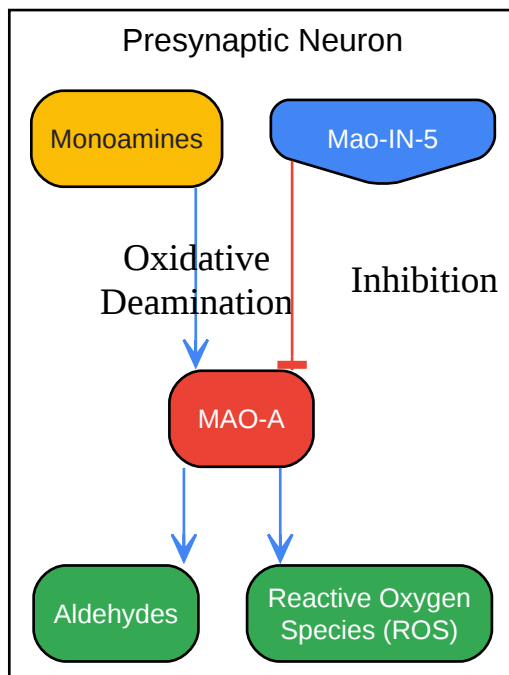 Presynaptic Neuron
Monoamines
Mao-IN-5
Oxidative
Deamination
Inhibition
MAO-A
Aldehydes
Reactive Oxygen
Species (ROS)